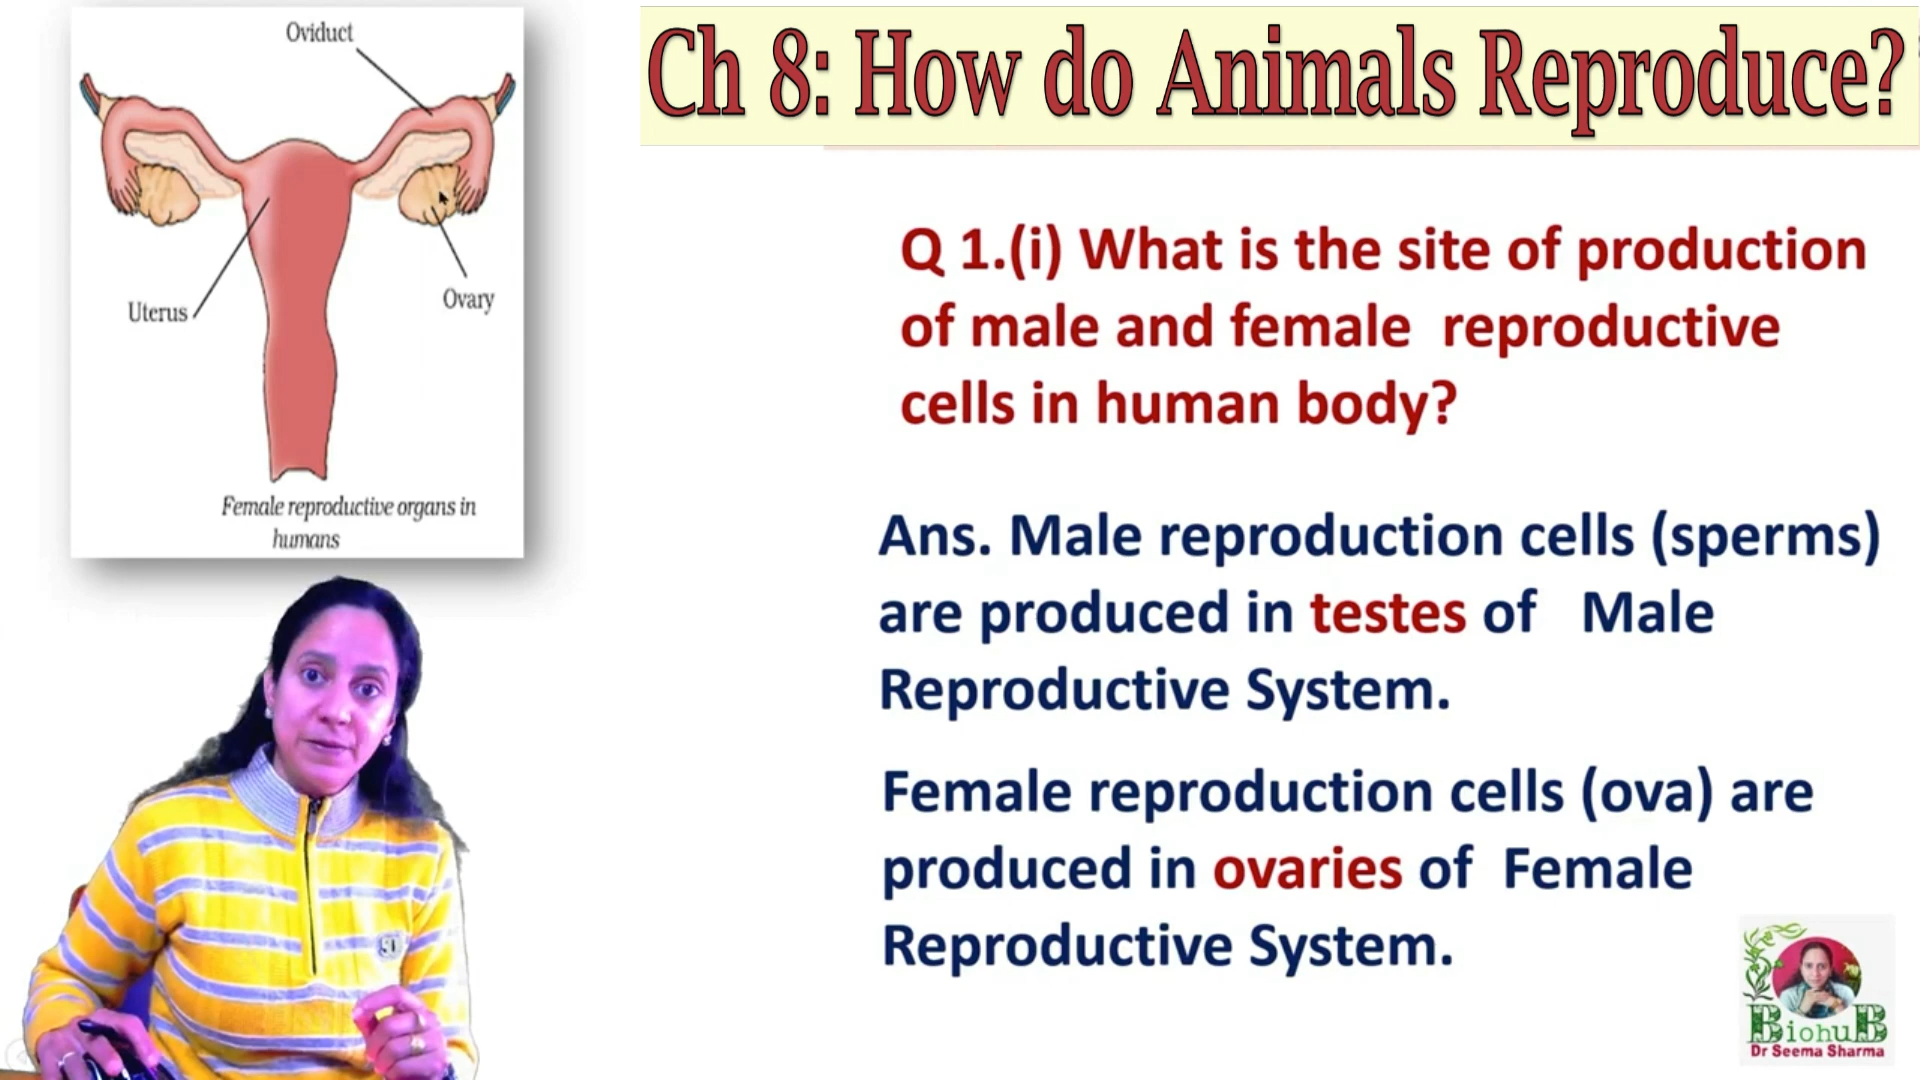 Ch 8: How do Animals Reproduce?
Oviduct
Uterus
Ovary
Female reproductive organs in
humans
Q 1.(i) What is the site of production
of male and female reproductive
cells in human body?
Ans. Male reproduction cells (sperms)
are produced in testes of Male
Reproductive System.
Female reproduction cells (ova) are
produced in ovaries of Female
Reproductive System.
BiohuB
Dr Seema Sharma